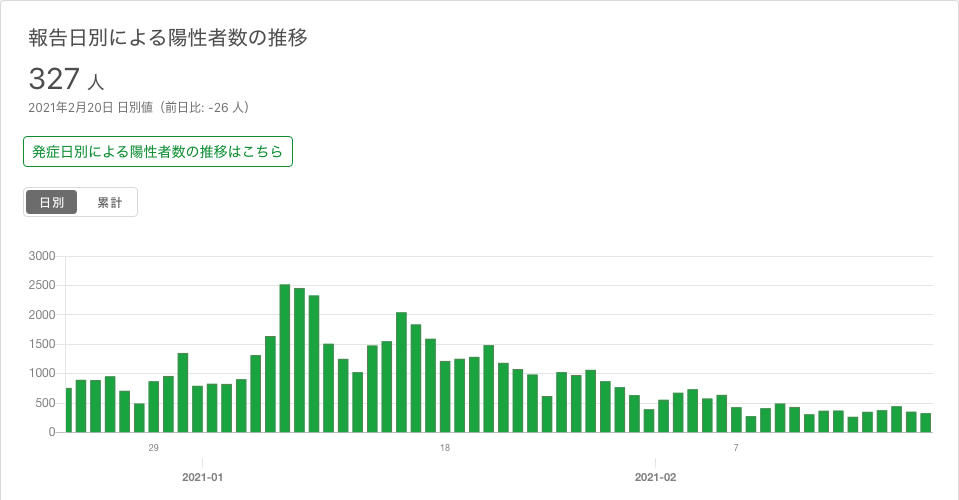 報告日別による陽性者数の推移
327 人
2021年2月20日 日別値（前日比: -26 人）
発症日別による陽性者数の推移はこちら
日別 累計
3000
2500
2000
1500
1000
500
0
29 18 7
2021-01 2021-02